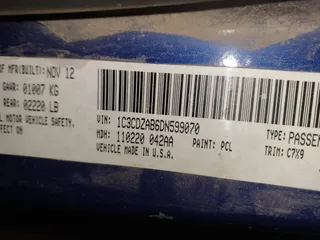 OF MFR(BUILT): NOV 12
GAWR: 01007 KG
REAR: 02220 LB
L MOTOR VEHICLE SAFETY,
EFFECT ON
VIN: 1C3CDZAB6DN599070
TYPE: PASSEN
MDH: 110220 042AA PAINT: PCL TRIM: C7X9
VEHICLE MADE IN U.S.A.